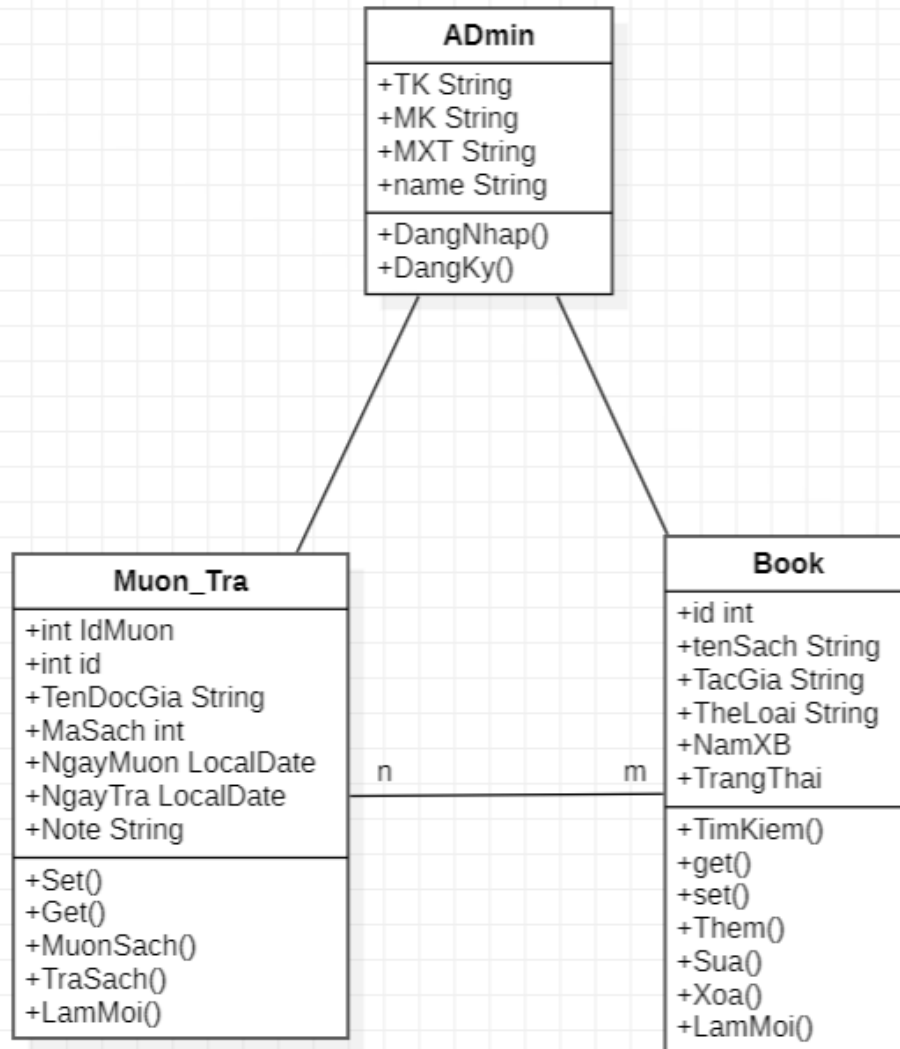 ADmin
+TK String
+MK String
+MXT String
+name String
+DangNhap()
+DangKy()
Muon_Tra
+int IdMuon
+int id
+TenDocGia String
+MaSach int
+NgayMuon LocalDate
+NgayTra LocalDate
+Note String
+Set()
+Get()
+MuonSach()
+TraSach()
+LamMoi()
n
m
Book
+id int
+tenSach String
+TacGia String
+TheLoai String
+NamXB
+TrangThai
+TimKiem()
+get()
+set()
+Them()
+Sua()
+Xoa()
+LamMoi()